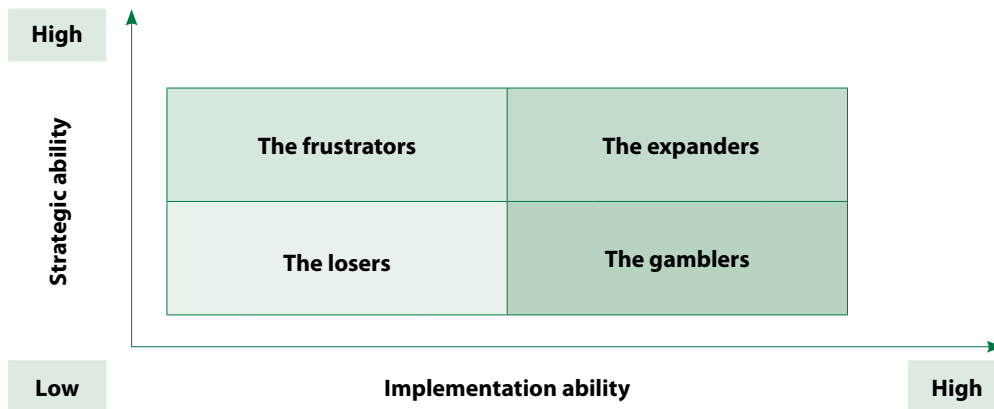 High
Strategic ability
The frustrators
The expanders
The losers
The gamblers
Low
Implementation ability
High